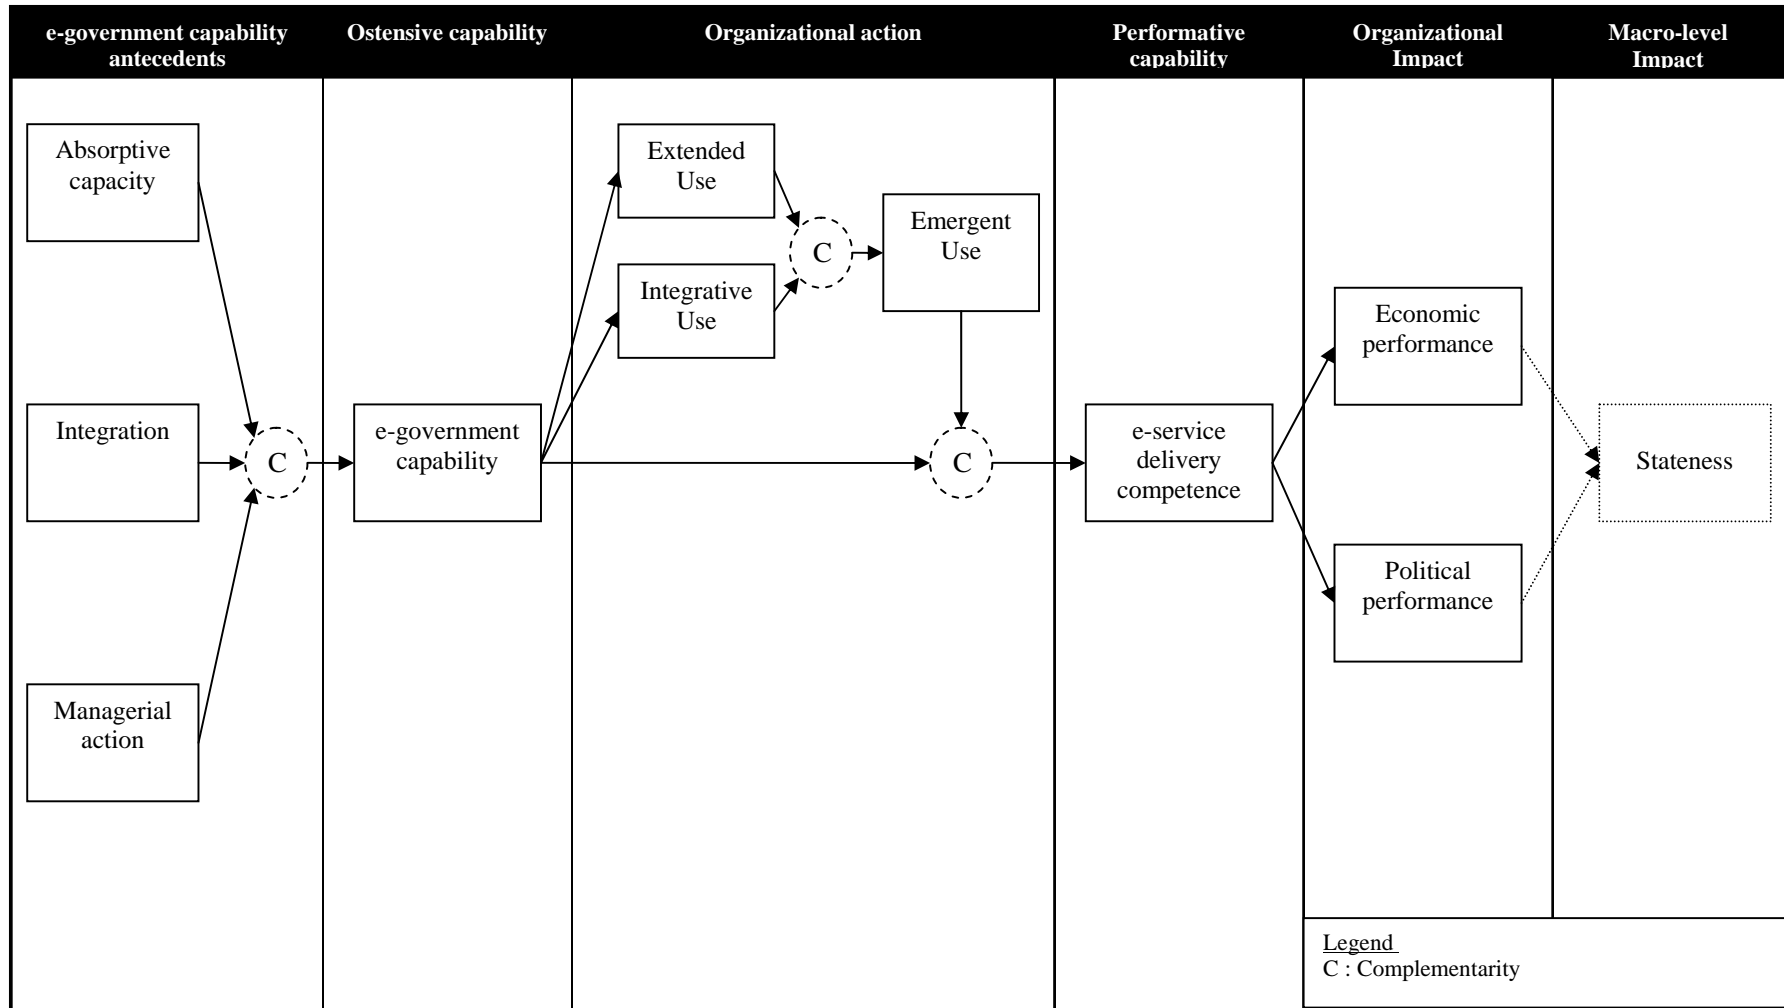 e-government capability
antecedents
Ostensive capability
Organizational action
Performative
capability
Organizational
Impact
Macro-level
Impact
Absorptive
capacity
Integration
Managerial
action
C
e-government
capability
Extended
Use
Integrative
Use
C
Emergent
Use
C
e-service
delivery
competence
Economic
performance
Political
performance
Stateness
Legend
C : Complementarity